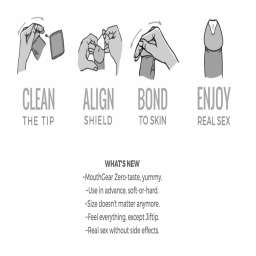 CLEAN
THE TIP
ALIGN
SHIELD
BOND
TO SKIN
ENJOY
REAL SEX
WHAT'S NEW
•MouthGear Zero-taste, yummy.
•Use in advance, soft-or-hard.
•Size doesn't matter anymore.
•Feel everything, except Jiftip.
•Real sex without side effects.